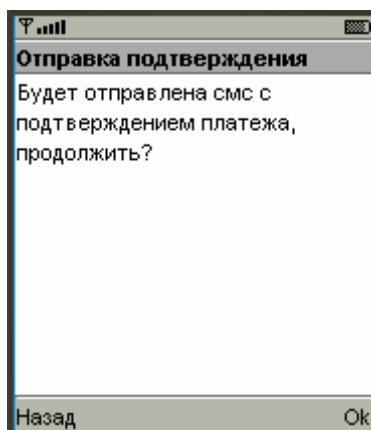 Отправка подтверждения
Будет отправлена смс с
подтверждением платежа,
продолжить?
Назад Ok